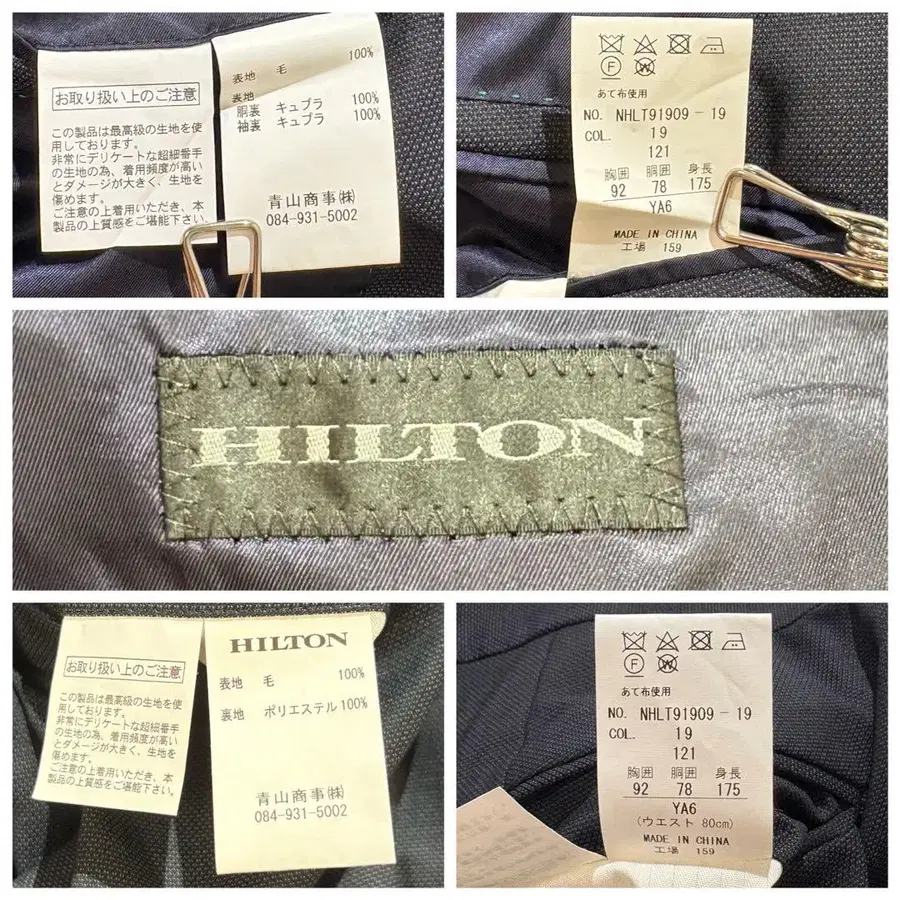 お取り扱い上のご注意
この製品は最高級の生地を使
用しております。
非常にデリケートな超細番手
の生地の為、着用頻度が高い
とダメージが大きく、生地を
傷めます。
ご注意の上着用いただき、本
製品の上質感をご堪能下さい。
表地 毛 100%
表地
胴裏 キュプラ 100%
袖裏 キュプラ 100%
青山商事㈱
084-931-5002
F
W
あて布使用
NO. NHLT91909-19
COL. 19
121
胸囲 胴囲 身長
92 78 175
YA6
MADE IN CHINA
工場 159
HILTON
お取り扱い上のご注意
この製品は最高級の生地を使
用しております。
非常にデリケートな超細番手
の生地の為、着用頻度が高い
とダメージが大きく、生地を
傷めます。
ご注意の上着用いただき、本
製品の上質感をご堪能下さい。
HILTON
表地 毛 100%
裏地 ポリエステル 100%
青山商事㈱
084-931-5002
F
W
あて布使用
NO. NHLT91909-19
COL. 19
121
胸囲 胴囲 身長
92 78 175
YA6
(ウエスト 80cm)
MADE IN CHINA
工場 159